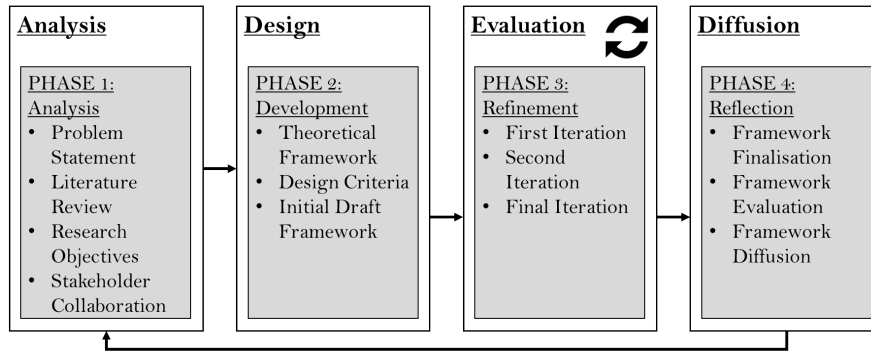 Analysis
PHASE 1:
Analysis
• Problem
Statement
• Literature
Review
• Research
Objectives
• Stakeholder
Collaboration
Design
PHASE 2:
Development
• Theoretical
Framework
• Design Criteria
• Initial Draft
Framework
Evaluation
PHASE 3:
Refinement
• First Iteration
• Second
Iteration
• Final Iteration
Diffusion
PHASE 4:
Reflection
• Framework
Finalisation
• Framework
Evaluation
• Framework
Diffusion